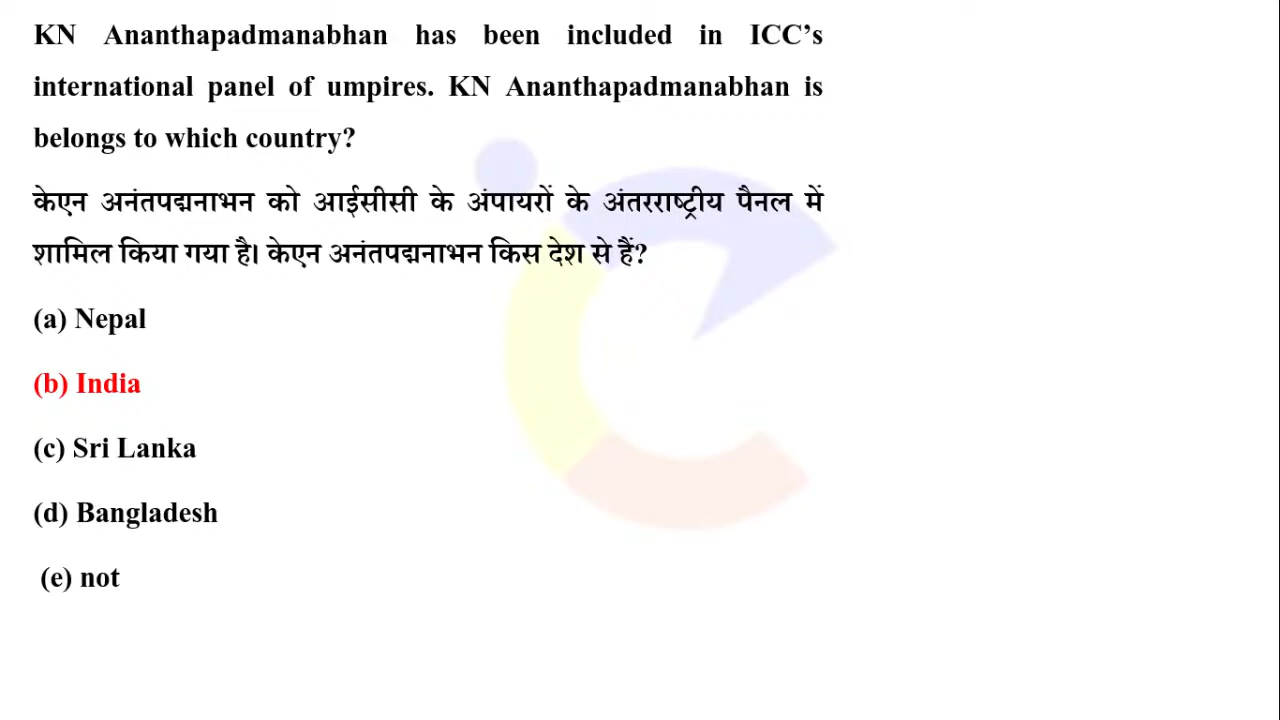 KN Ananthapadmanabhan has been included in ICC’s
international panel of umpires. KN Ananthapadmanabhan is
belongs to which country?
केएन अनंतपद्मनाभन को आईसीसी के अंपायरों के अंतरराष्ट्रीय पैनल में
शामिल किया गया है। केएन अनंतपद्मनाभन किस देश से हैं?
(a) Nepal
(b) India
(c) Sri Lanka
(d) Bangladesh
(e) not